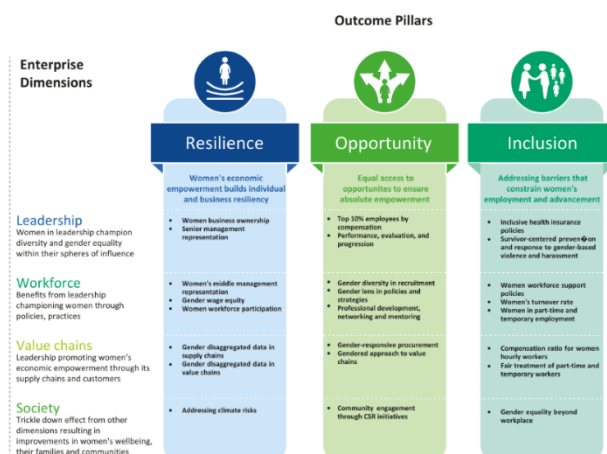 Outcome Pillars
Enterprise
Dimensions
Resilience
Opportunity
Inclusion
Women's economic
empowerment builds individual
and business resiliency
Equal access to
opportunites to ensure
absolute empowerment
Addressing barriers that
constrain women's
employment and advancement
Leadership
Women in leadership champion
diversity and gender equality
within their spheres of influence
• Women business ownership
• Senior management
representation
• Top 10% employees by
compensation
• Performance, evaluation, and
progression
• Inclusive health insurance
policies
• Surviver-centered preven�on
and response to gender-based
violence and harassment
Workforce
Benefits from leadership
championing women through
policies, practices
• Women's middle management
representation
• Gender wage equity
• Women workforce participation
• Gender diversity in recruitment
• Gender lens in policies and
strategies
• Professional development,
networking and mentoring
• Women workforce support
policies
• Women's turnover rate
• Women in part-time and
temporary employment
Value chains
Leadership promoting women's
economic empowerment through its
supply chains and customers
• Gender disaggregated data in
supply chains
• Gender disaggregated data in
value chains
• Gender-responsive procurement
• Gendered approach to value
chains
• Compensation ratio for women
hourly workers
• Fair treatment of part-time and
temporary workers
Society
Trickle down effect from other
dimensions resulting in
improvements in women's wellbeing,
their families and communities
• Addressing climate risks
• Community engagement
through CSR initiatives
• Gender equality beyond
workplace